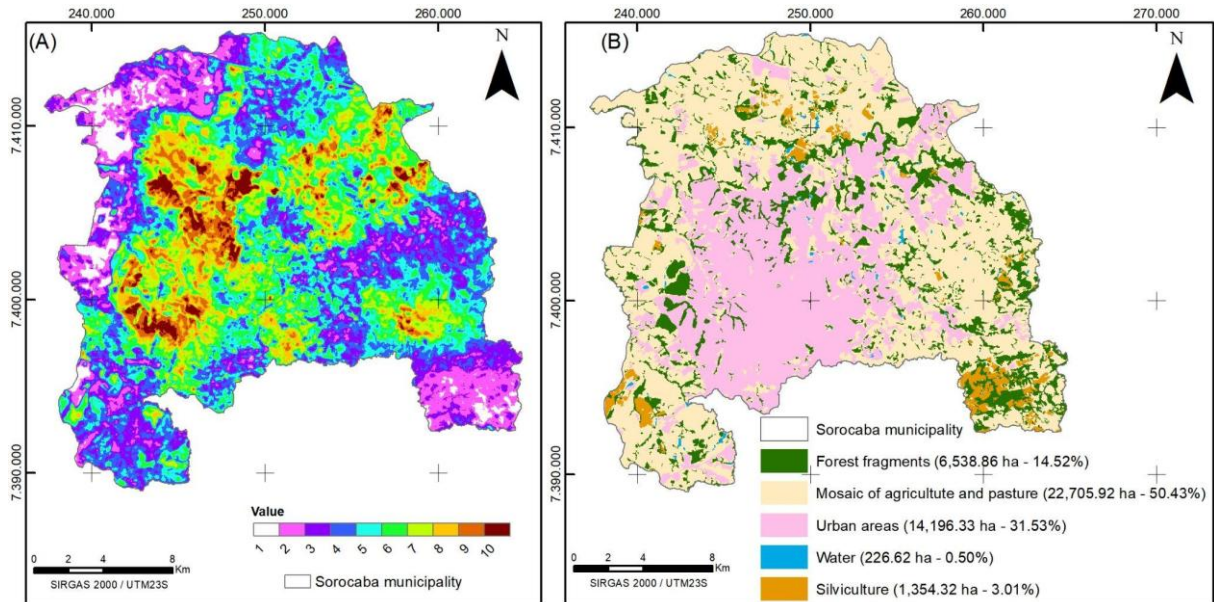 240.000 250.000 260.000
(A)
N
7.410.000
7.400.000
7.390.000
Value
1 2 3 4 5 6 7 8 9 10
Sorocaba municipality
0 2 4 8
Km
SIRGAS 2000 / UTM23S
240.000 250.000 260.000 270.000
(B)
N
7.410.000
7.400.000
7.390.000
Sorocaba municipality
Forest fragments (6,538.86 ha - 14.52%)
Mosaic of agricultute and pasture (22,705.92 ha - 50.43%)
Urban areas (14,196.33 ha - 31.53%)
Water (226.62 ha - 0.50%)
Silviculture (1,354.32 ha - 3.01%)
0 2 4 8
Km
SIRGAS 2000 / UTM23S